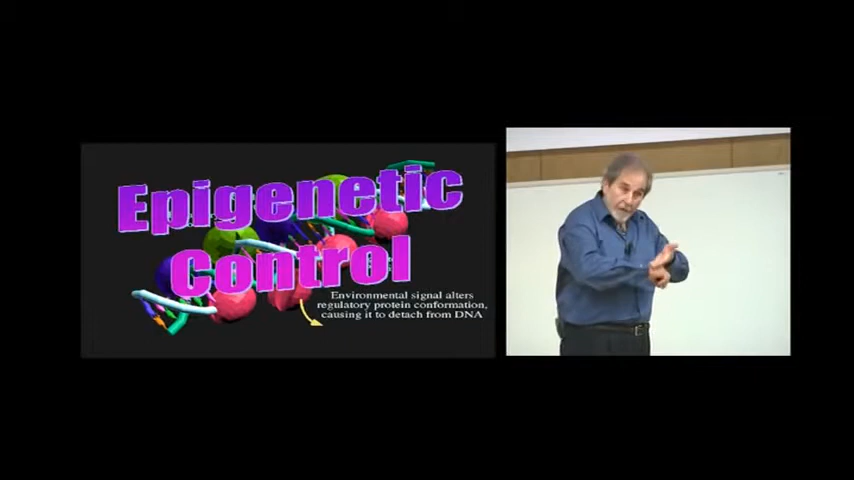 Epigenetic
Control
Environmental signal alters
regulatory protein conformation,
causing it to detach from DNA